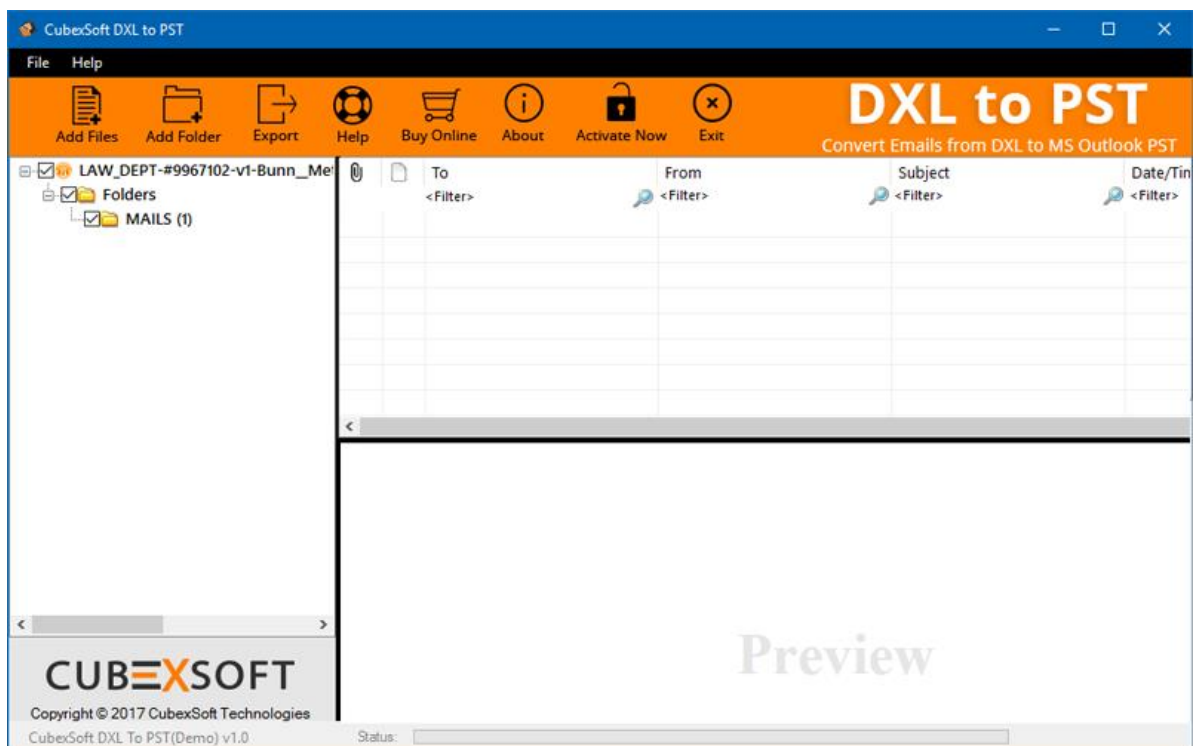 CubexSoft DXL to PST
File Help
Add Files Add Folder Export Help Buy Online About Activate Now Exit
DXL to PST
Convert Emails from DXL to MS Outlook PST
LAW_DEPT-#9967102-v1-Bunn__Me
Folders
MAILS (1)
To From Subject Date/Tin
<Filter> <Filter> <Filter> <Filter>
Preview
CUBEXSOFT
Copyright © 2017 CubexSoft Technologies
CubexSoft DXL To PST(Demo) v1.0
Status: